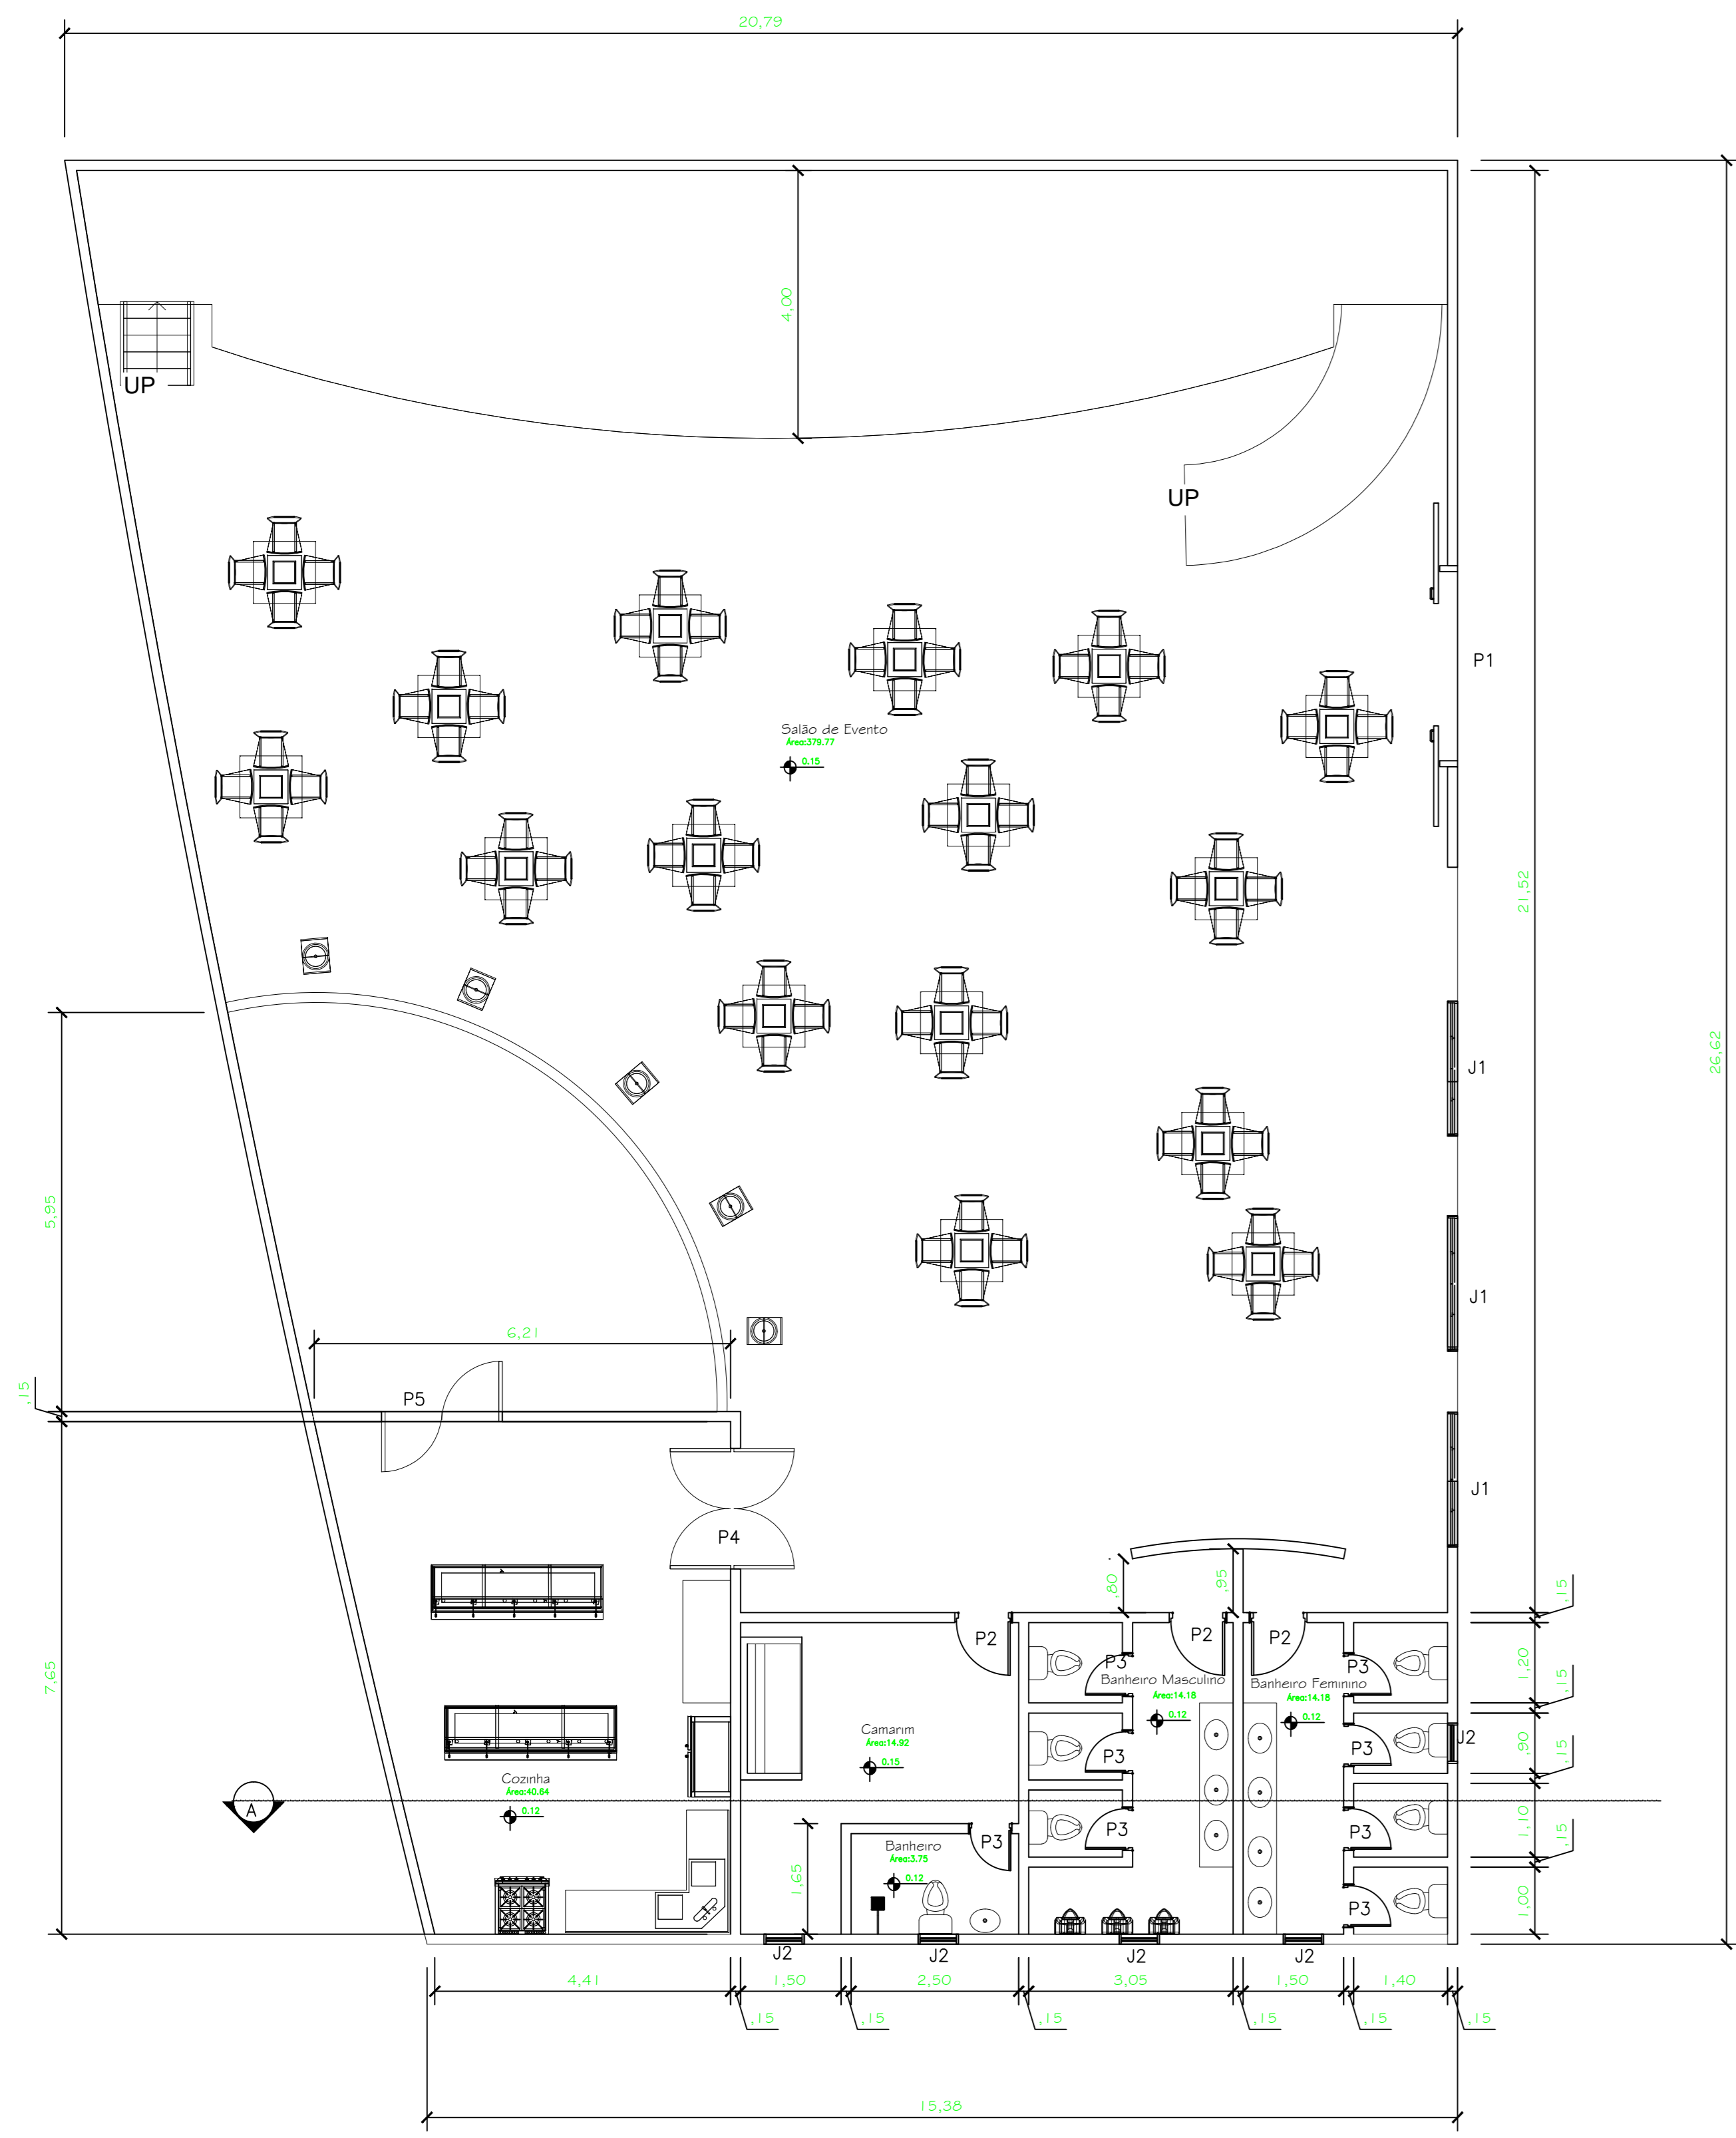 20,79
4,00
UP
UP
P1
Salão de Evento
Área:379.77
0.15
21,52
26,62
J1
5,95
J1
6,21
,15
P5
J1
P4
,80
,95
,15
7,65
P2
P2
P2
1,20
P3
P3
Banheiro Masculino
Área:14.18
0.12
Banheiro Feminino
Área:14.18
0.12
,15
Camarim
Área:14.92
0.15
J2
P3
P3
,90
,15
Cozinha
Área:40.64
0.12
A
P3
P3
1,10
Banheiro
Área:3.75
0.12
P3
,15
1,65
P3
1,00
J2
J2
J2
J2
4,41
1,50
2,50
3,05
1,50
1,40
,15
,15
,15
,15
,15
,15
15,38